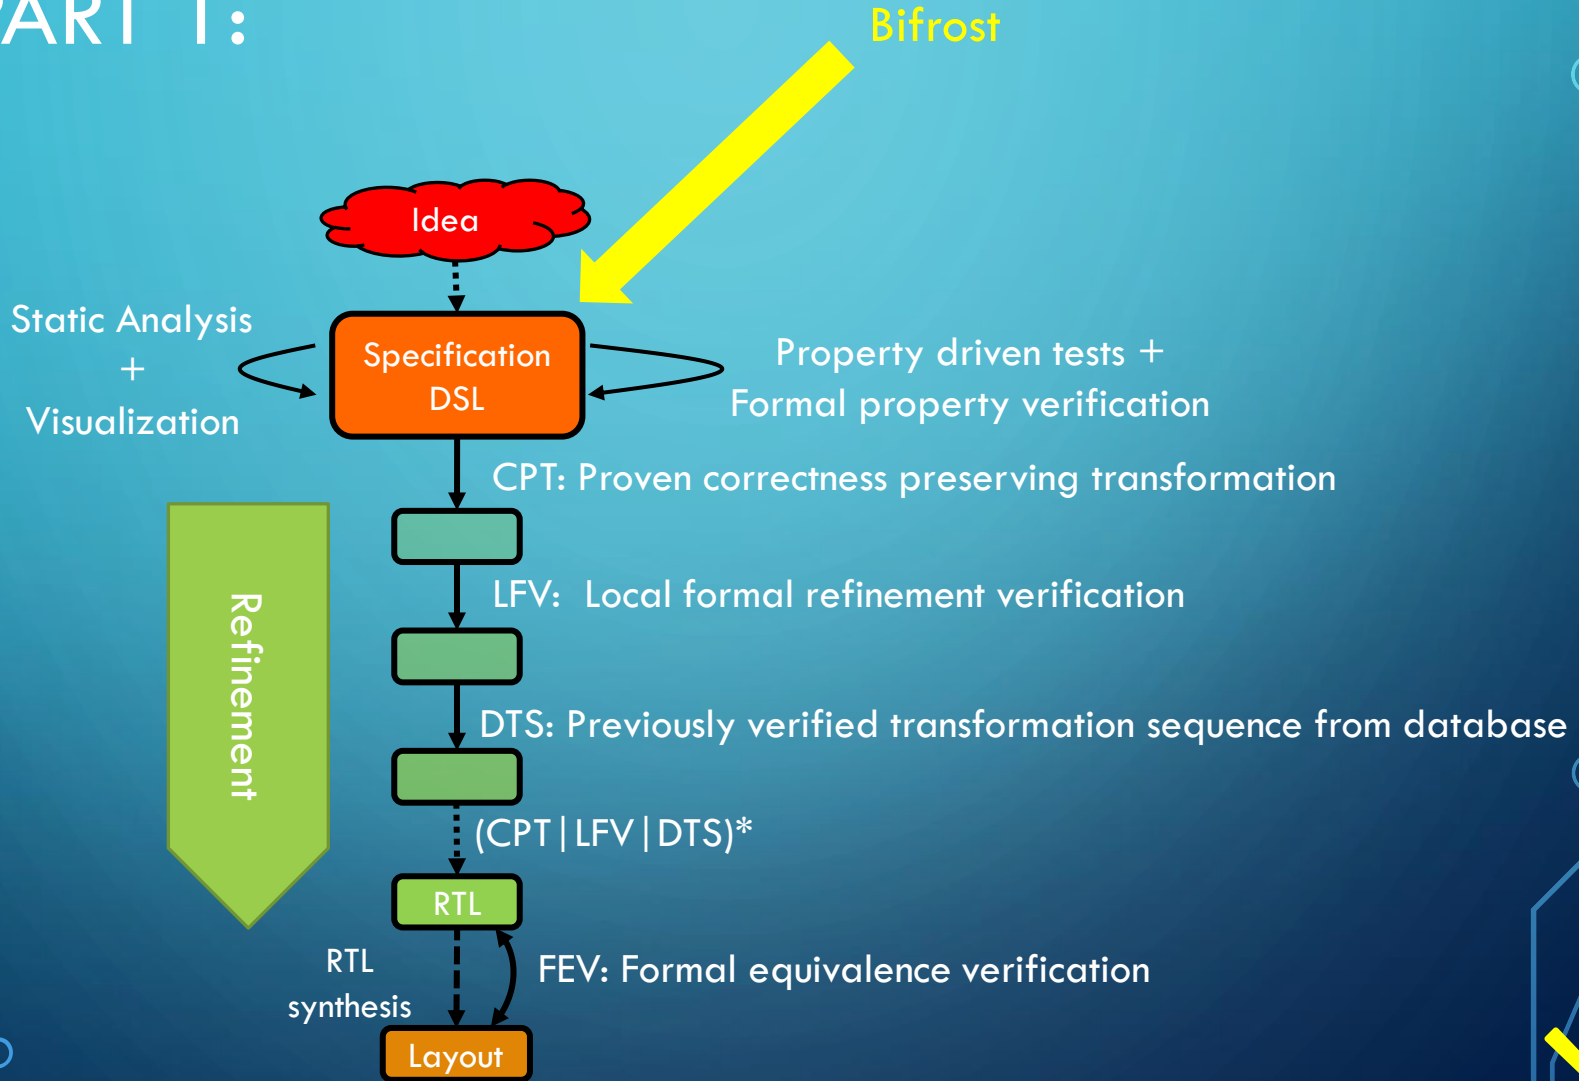 PART 1:
Bifrost
Idea
Static Analysis
+
Visualization
Specification
DSL
Property driven tests +
Formal property verification
CPT: Proven correctness preserving transformation
LFV: Local formal refinement verification
Refinement
DTS: Previously verified transformation sequence from database
(CPT|LFV|DTS)*
RTL
RTL
synthesis
FEV: Formal equivalence verification
Layout